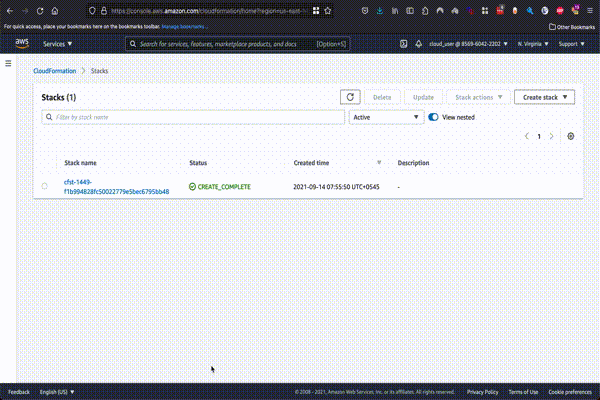 https://console.aws.amazon.com/cloudformation/home?region=us-east-
For quick access, place your bookmarks here on the bookmarks toolbar. Manage bookmarks...
Other Bookmarks
aws
Services ▼
Search for services, features, marketplace products, and docs [Option+S]
cloud_user @ 8569-6042-2202 ▼
N. Virginia ▼
Support ▼
CloudFormation > Stacks
Stacks (1)
Delete
Update
Stack actions ▼
Create stack ▼
Filter by stack name
Active ▼
View nested
< 1 >
Stack name
Status
Created time
Description
cfst-1449-
f1b994828fc50022779e5bec6795bb48
CREATE_COMPLETE
2021-09-14 07:55:50 UTC+0545
-
Feedback
English (US) ▼
© 2008 - 2021, Amazon Web Services, Inc. or its affiliates. All rights reserved.
Privacy Policy
Terms of Use
Cookie preferences